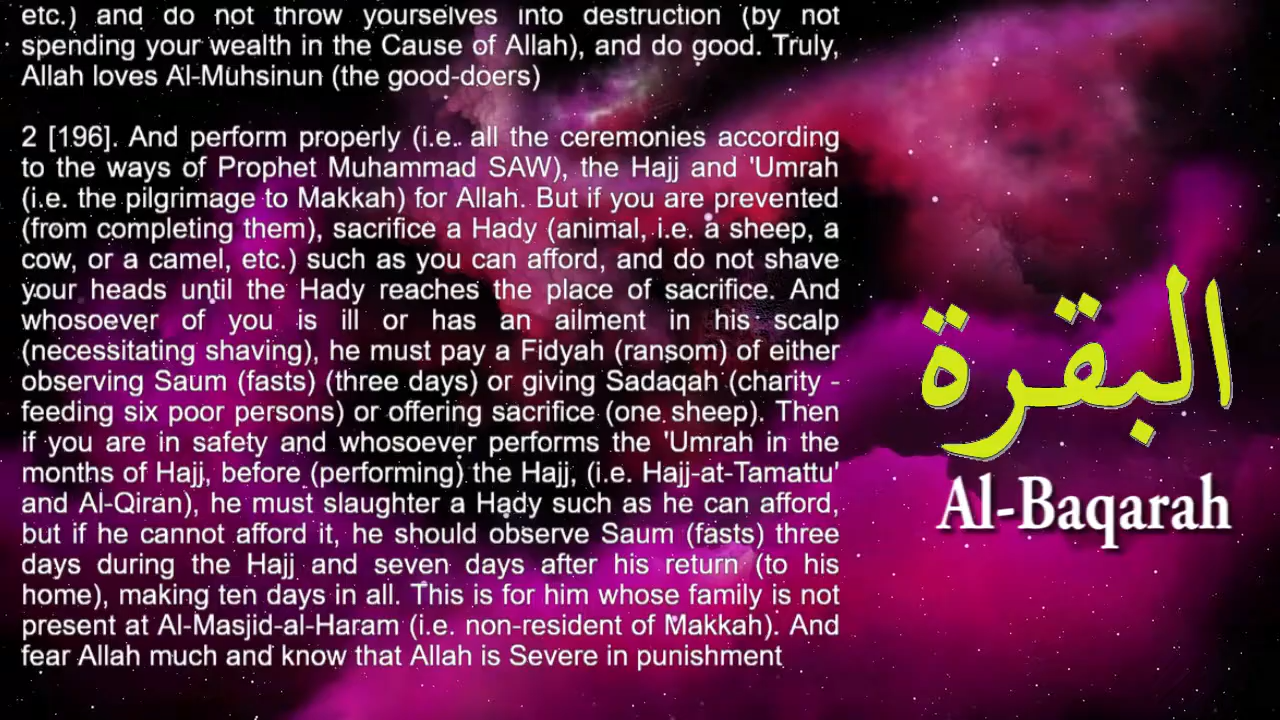 etc.) and do not throw yourselves into destruction (by not
spending your wealth in the Cause of Allah), and do good. Truly,
Allah loves Al-Muhsinun (the good-doers)
2 [196]. And perform properly (i.e. all the ceremonies according
to the ways of Prophet Muhammad SAW), the Hajj and 'Umrah
(i.e. the pilgrimage to Makkah) for Allah. But if you are prevented
(from completing them), sacrifice a Hady (animal, i.e. a sheep, a
cow, or a camel, etc.) such as you can afford, and do not shave
your heads until the Hady reaches the place of sacrifice. And
whosoever of you is ill or has an ailment in his scalp
(necessitating shaving), he must pay a Fidyah (ransom) of either
observing Saum (fasts) (three days) or giving Sadaqah (charity -
feeding six poor persons) or offering sacrifice (one sheep). Then
if you are in safety and whosoever performs the 'Umrah in the
months of Hajj, before (performing) the Hajj, (i.e. Hajj-at-Tamattu'
and Al-Qiran), he must slaughter a Hady such as he can afford,
but if he cannot afford it, he should observe Saum (fasts) three
days during the Hajj and seven days after his return (to his
home), making ten days in all. This is for him whose family is not
present at Al-Masjid-al-Haram (i.e. non-resident of Makkah). And
fear Allah much and know that Allah is Severe in punishment
البقرة
Al-Baqarah